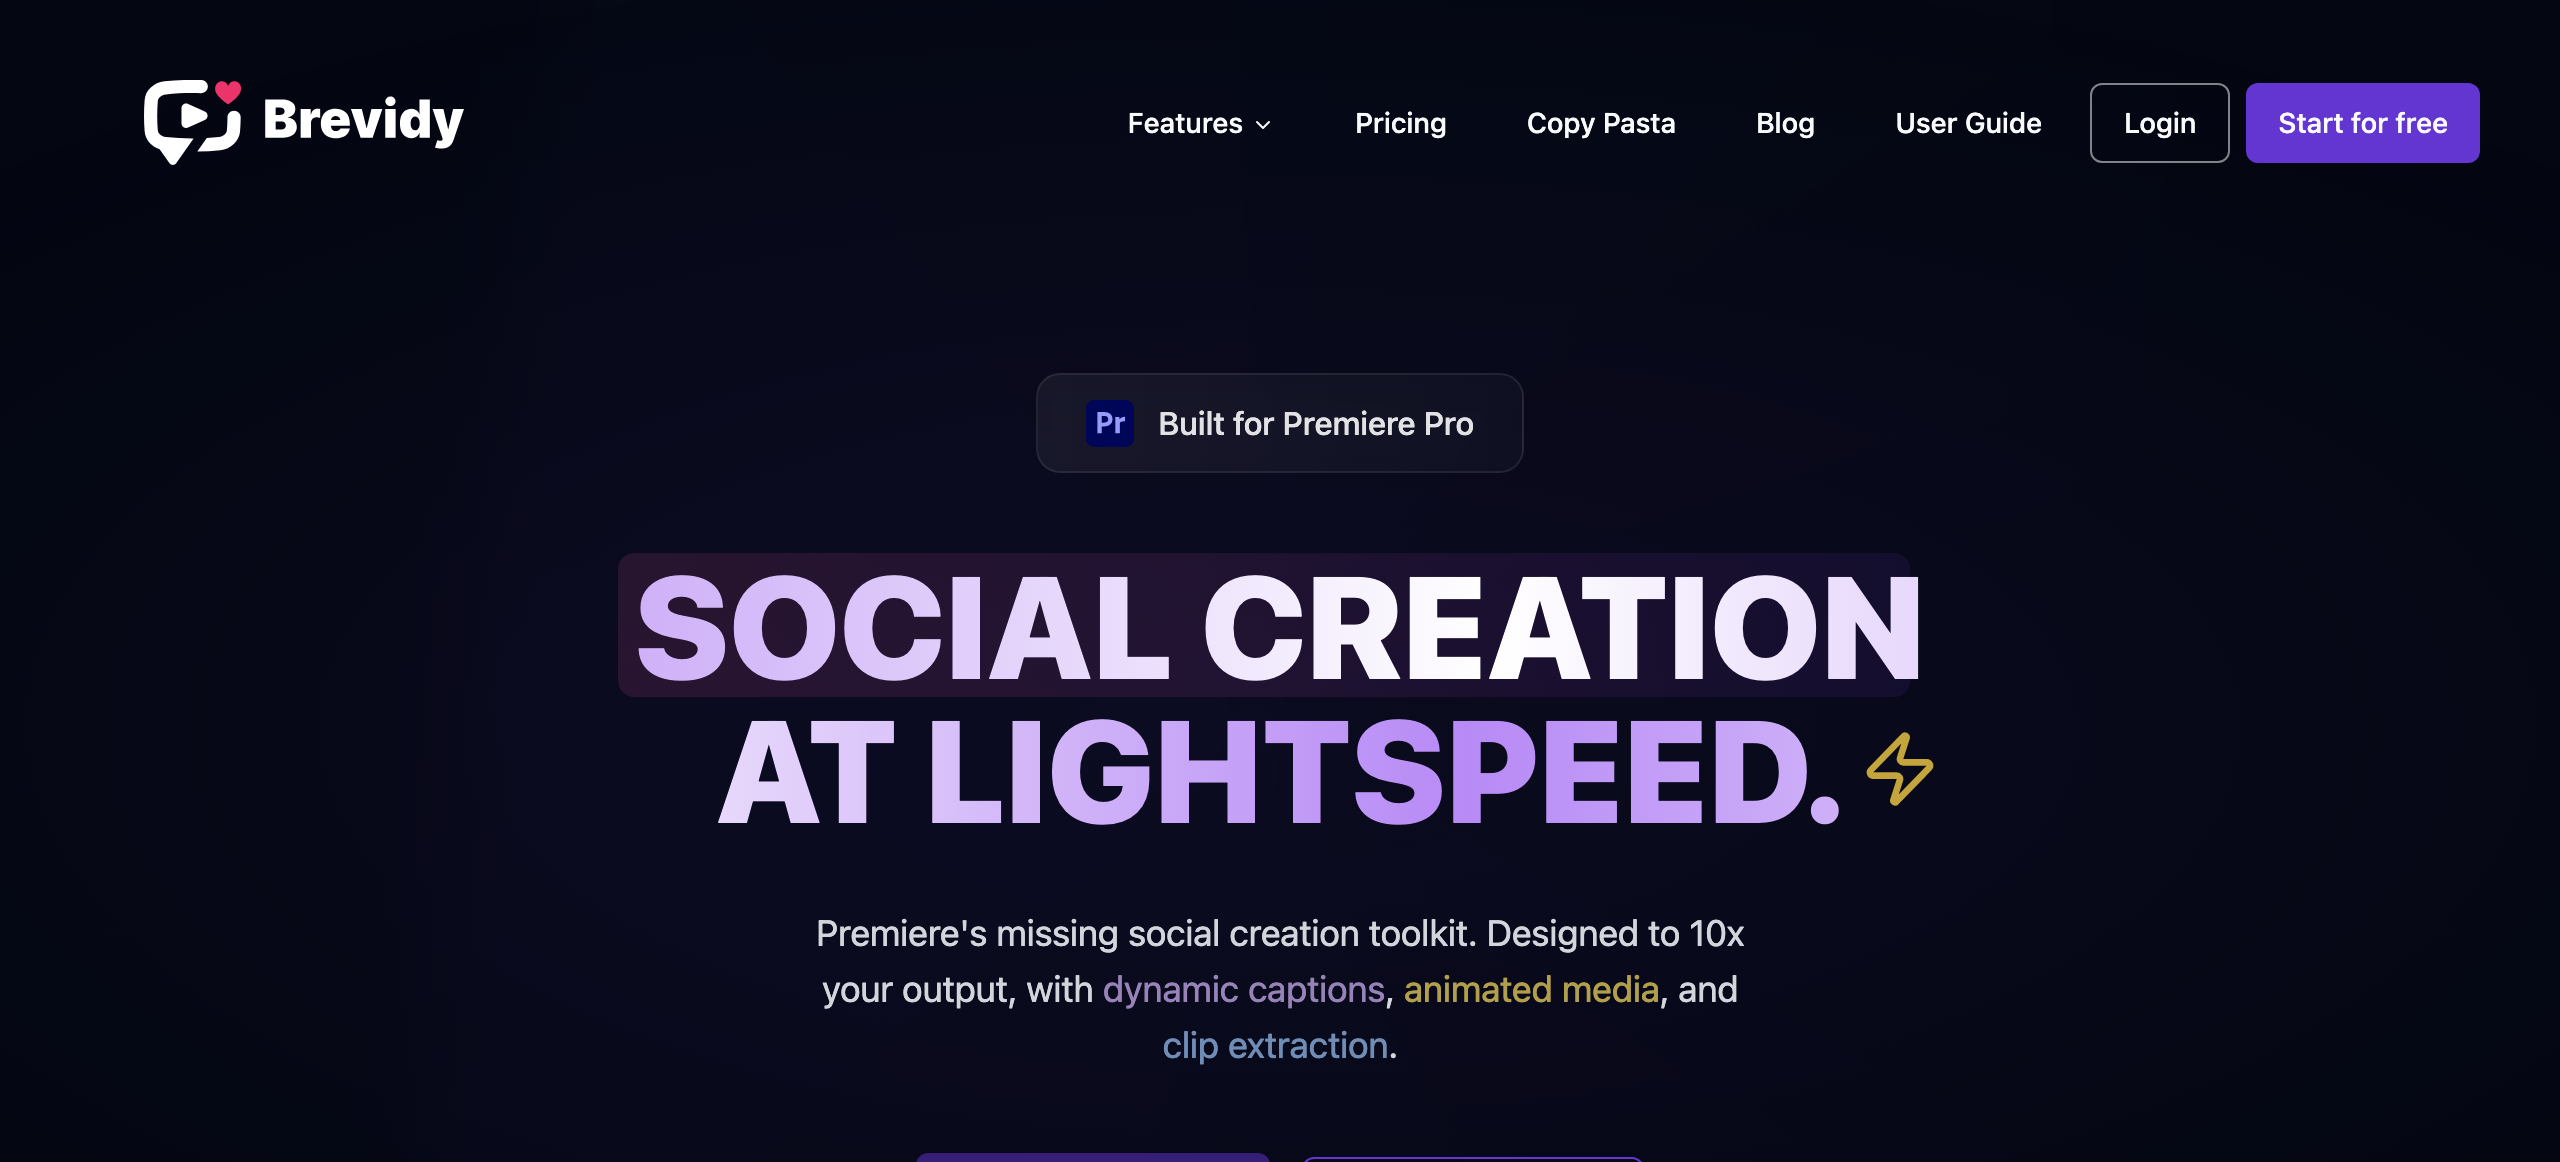 Brevidy
Features
Pricing
Copy Pasta
Blog
User Guide
Login
Start for free
Pr
Built for Premiere Pro
SOCIAL CREATION
AT LIGHTSPEED.
Premiere's missing social creation toolkit. Designed to 10x
your output, with dynamic captions, animated media, and
clip extraction.